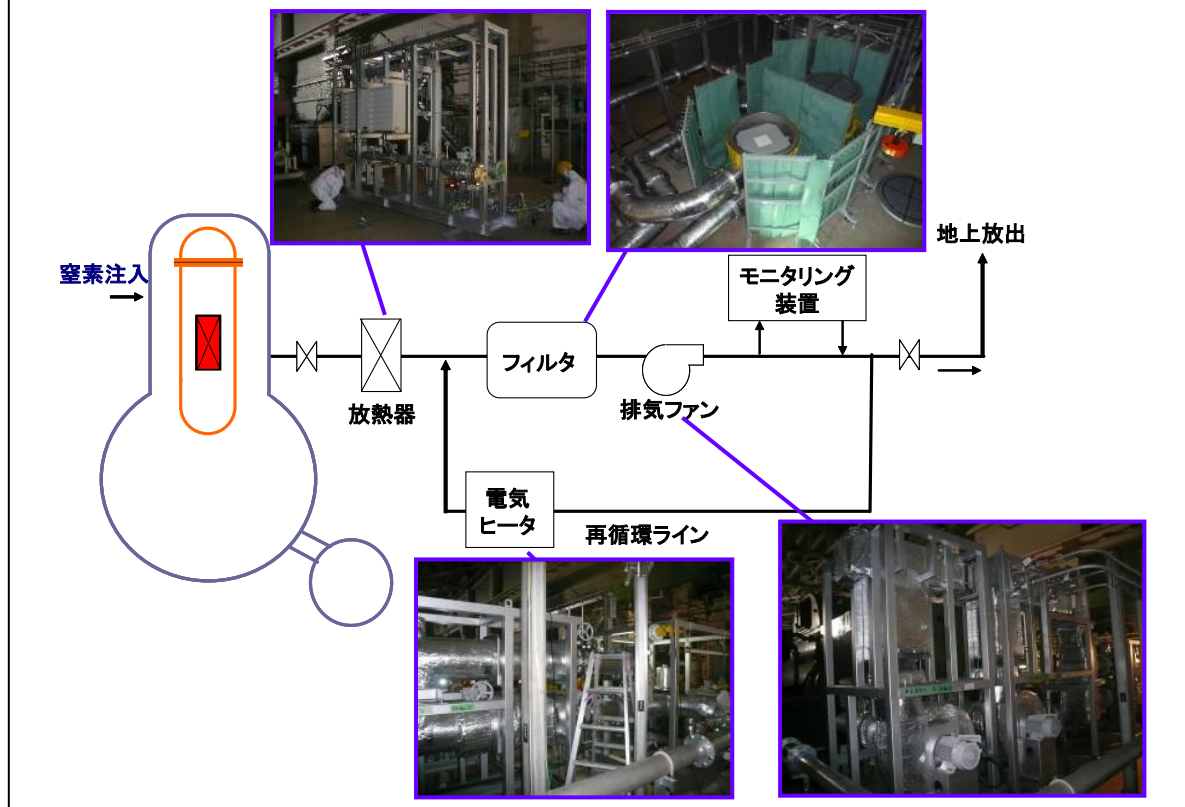 地上放出
窒素注入
モニタリング
装置
フィルタ
放熱器
排気ファン
電気
ヒータ
再循環ライン